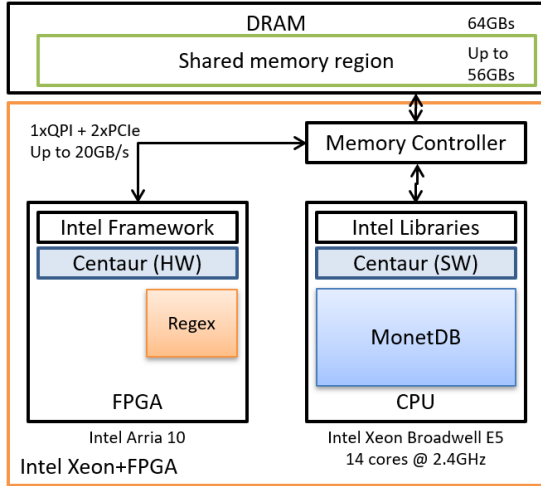 DRAM
64GBs
Shared memory region
Up to
56GBs
1xQPI + 2xPCIe
Up to 20GB/s
Memory Controller
Intel Framework
Centaur (HW)
Regex
FPGA
Intel Libraries
Centaur (SW)
MonetDB
CPU
Intel Arria 10
Intel Xeon Broadwell E5
14 cores @ 2.4GHz
Intel Xeon+FPGA